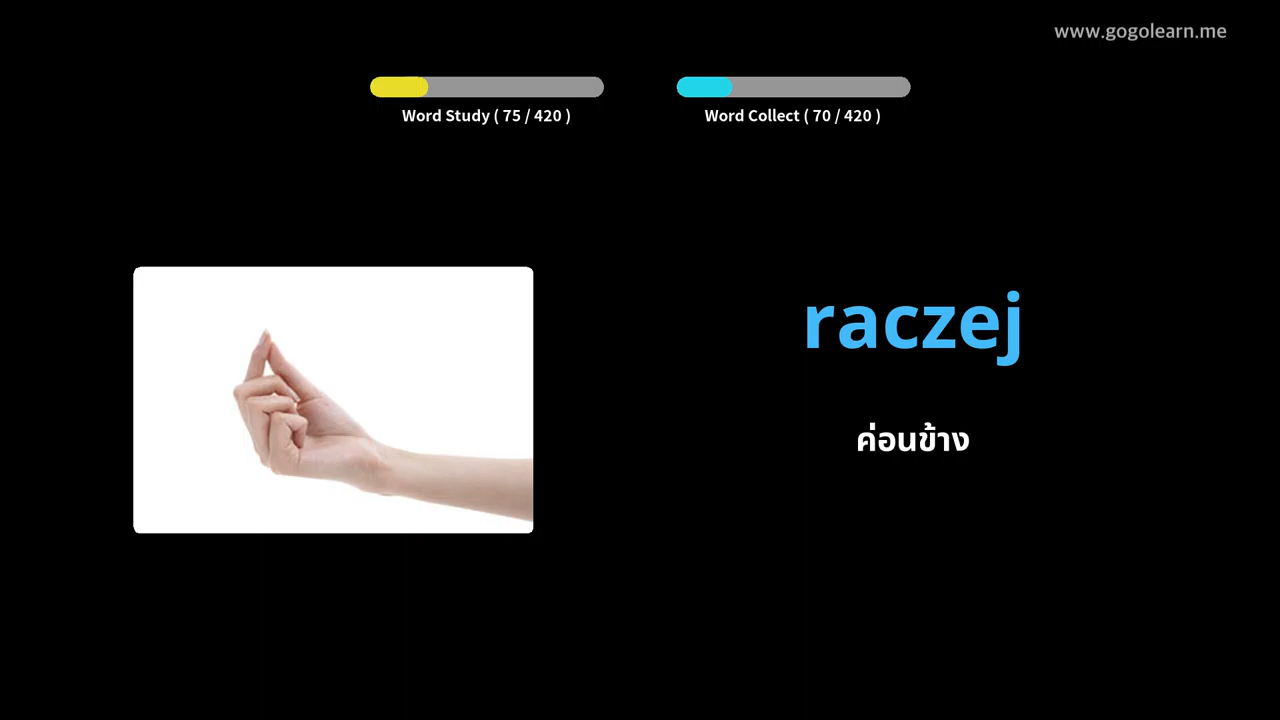 www.gogolearn.me
Word Study ( 75 / 420 )
Word Collect ( 70 / 420 )
raczej
ค่อนข้าง